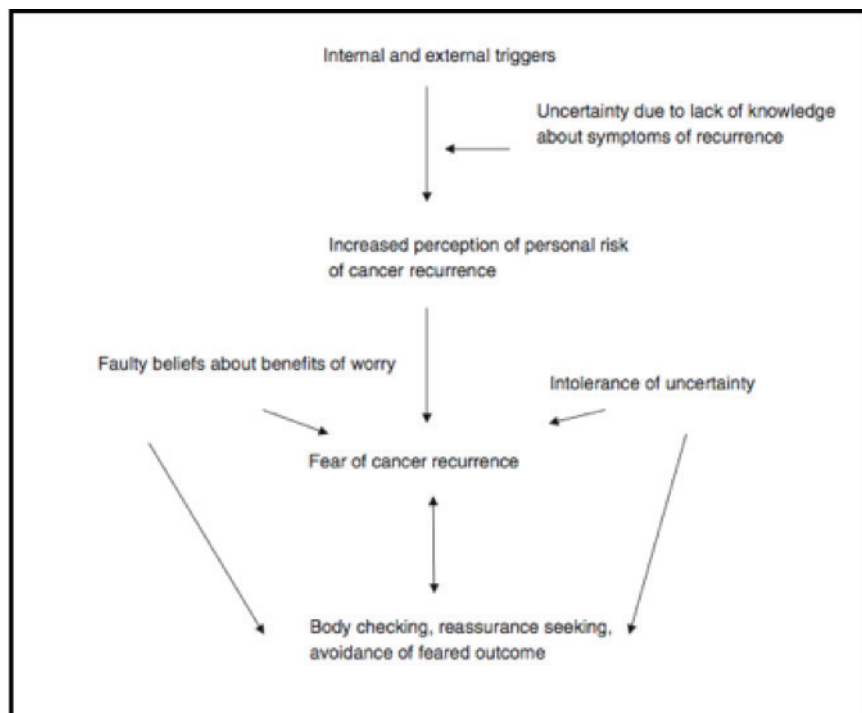 Internal and external triggers
Uncertainty due to lack of knowledge
about symptoms of recurrence
Increased perception of personal risk
of cancer recurrence
Faulty beliefs about benefits of worry
Intolerance of uncertainty
Fear of cancer recurrence
Body checking, reassurance seeking,
avoidance of feared outcome